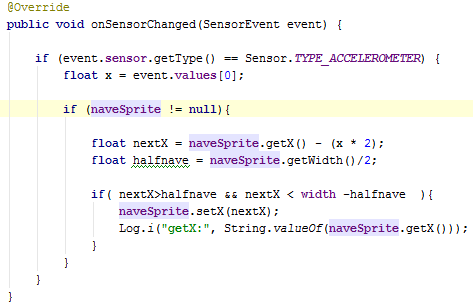 @Override
public void onSensorChanged(SensorEvent event) {
if (event.sensor.getType() == Sensor.TYPE_ACCELEROMETER) {
float x = event.values[0];
if (naveSprite != null){
float nextX = naveSprite.getX() - (x * 2);
float halfnave = naveSprite.getWidth()/2;
if( nextX>halfnave && nextX < width -halfnave  ){
naveSprite.setX(nextX);
Log.i("getX:", String.valueOf(naveSprite.getX()));
}
}
}
}